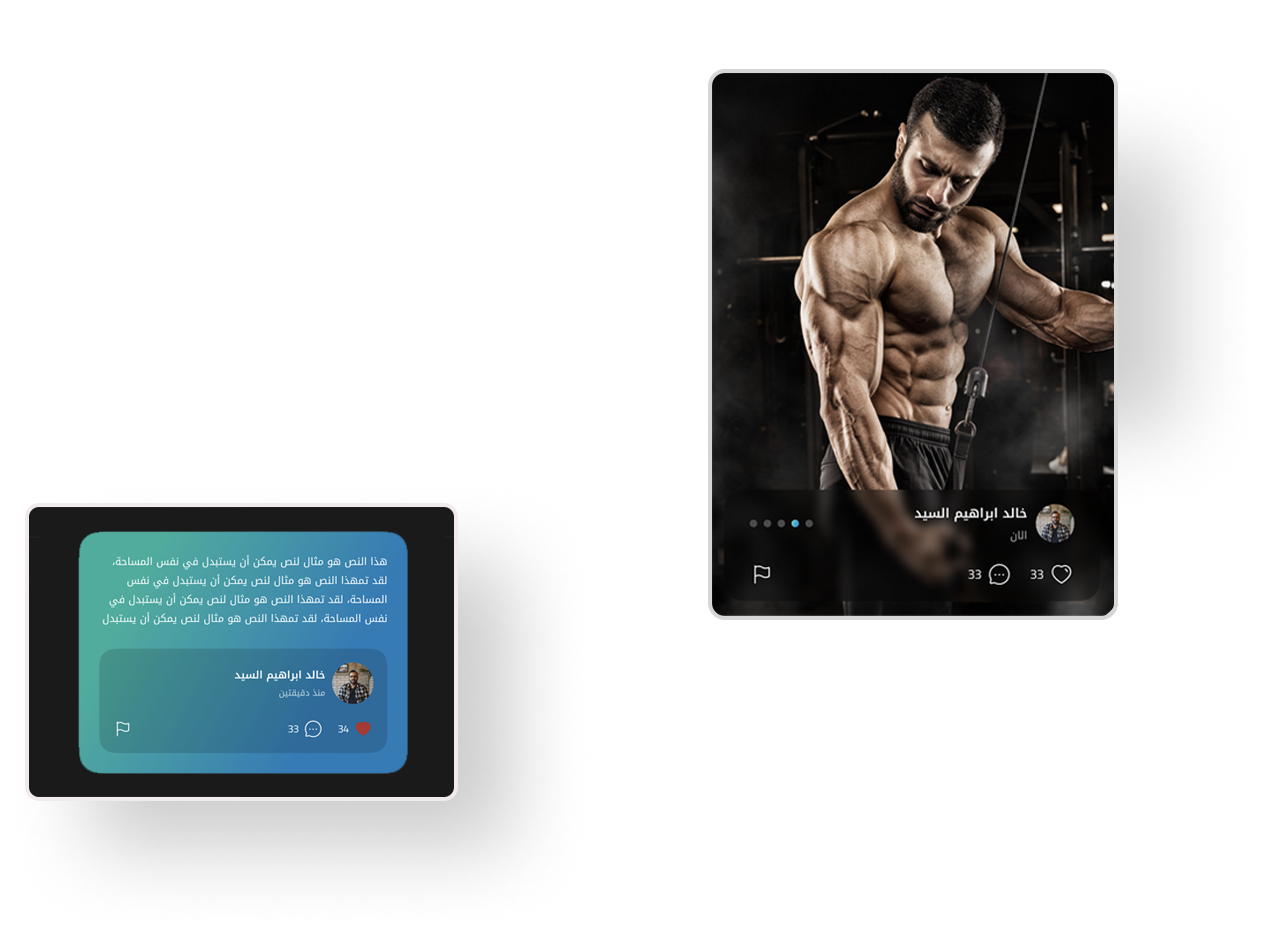 خالد ابراهيم السيد
الآن
33
33
هذا النص هو مثال لنص يمكن أن يستبدل في نفس المساحة،
لقد تمهذا النص هو مثال لنص يمكن أن يستبدل في نفس
المساحة، لقد تمهذا النص هو مثال لنص يمكن أن يستبدل في
نفس المساحة، لقد تمهذا النص هو مثال لنص يمكن أن يستبدل
خالد ابراهيم السيد
منذ دقيقتين
34
33